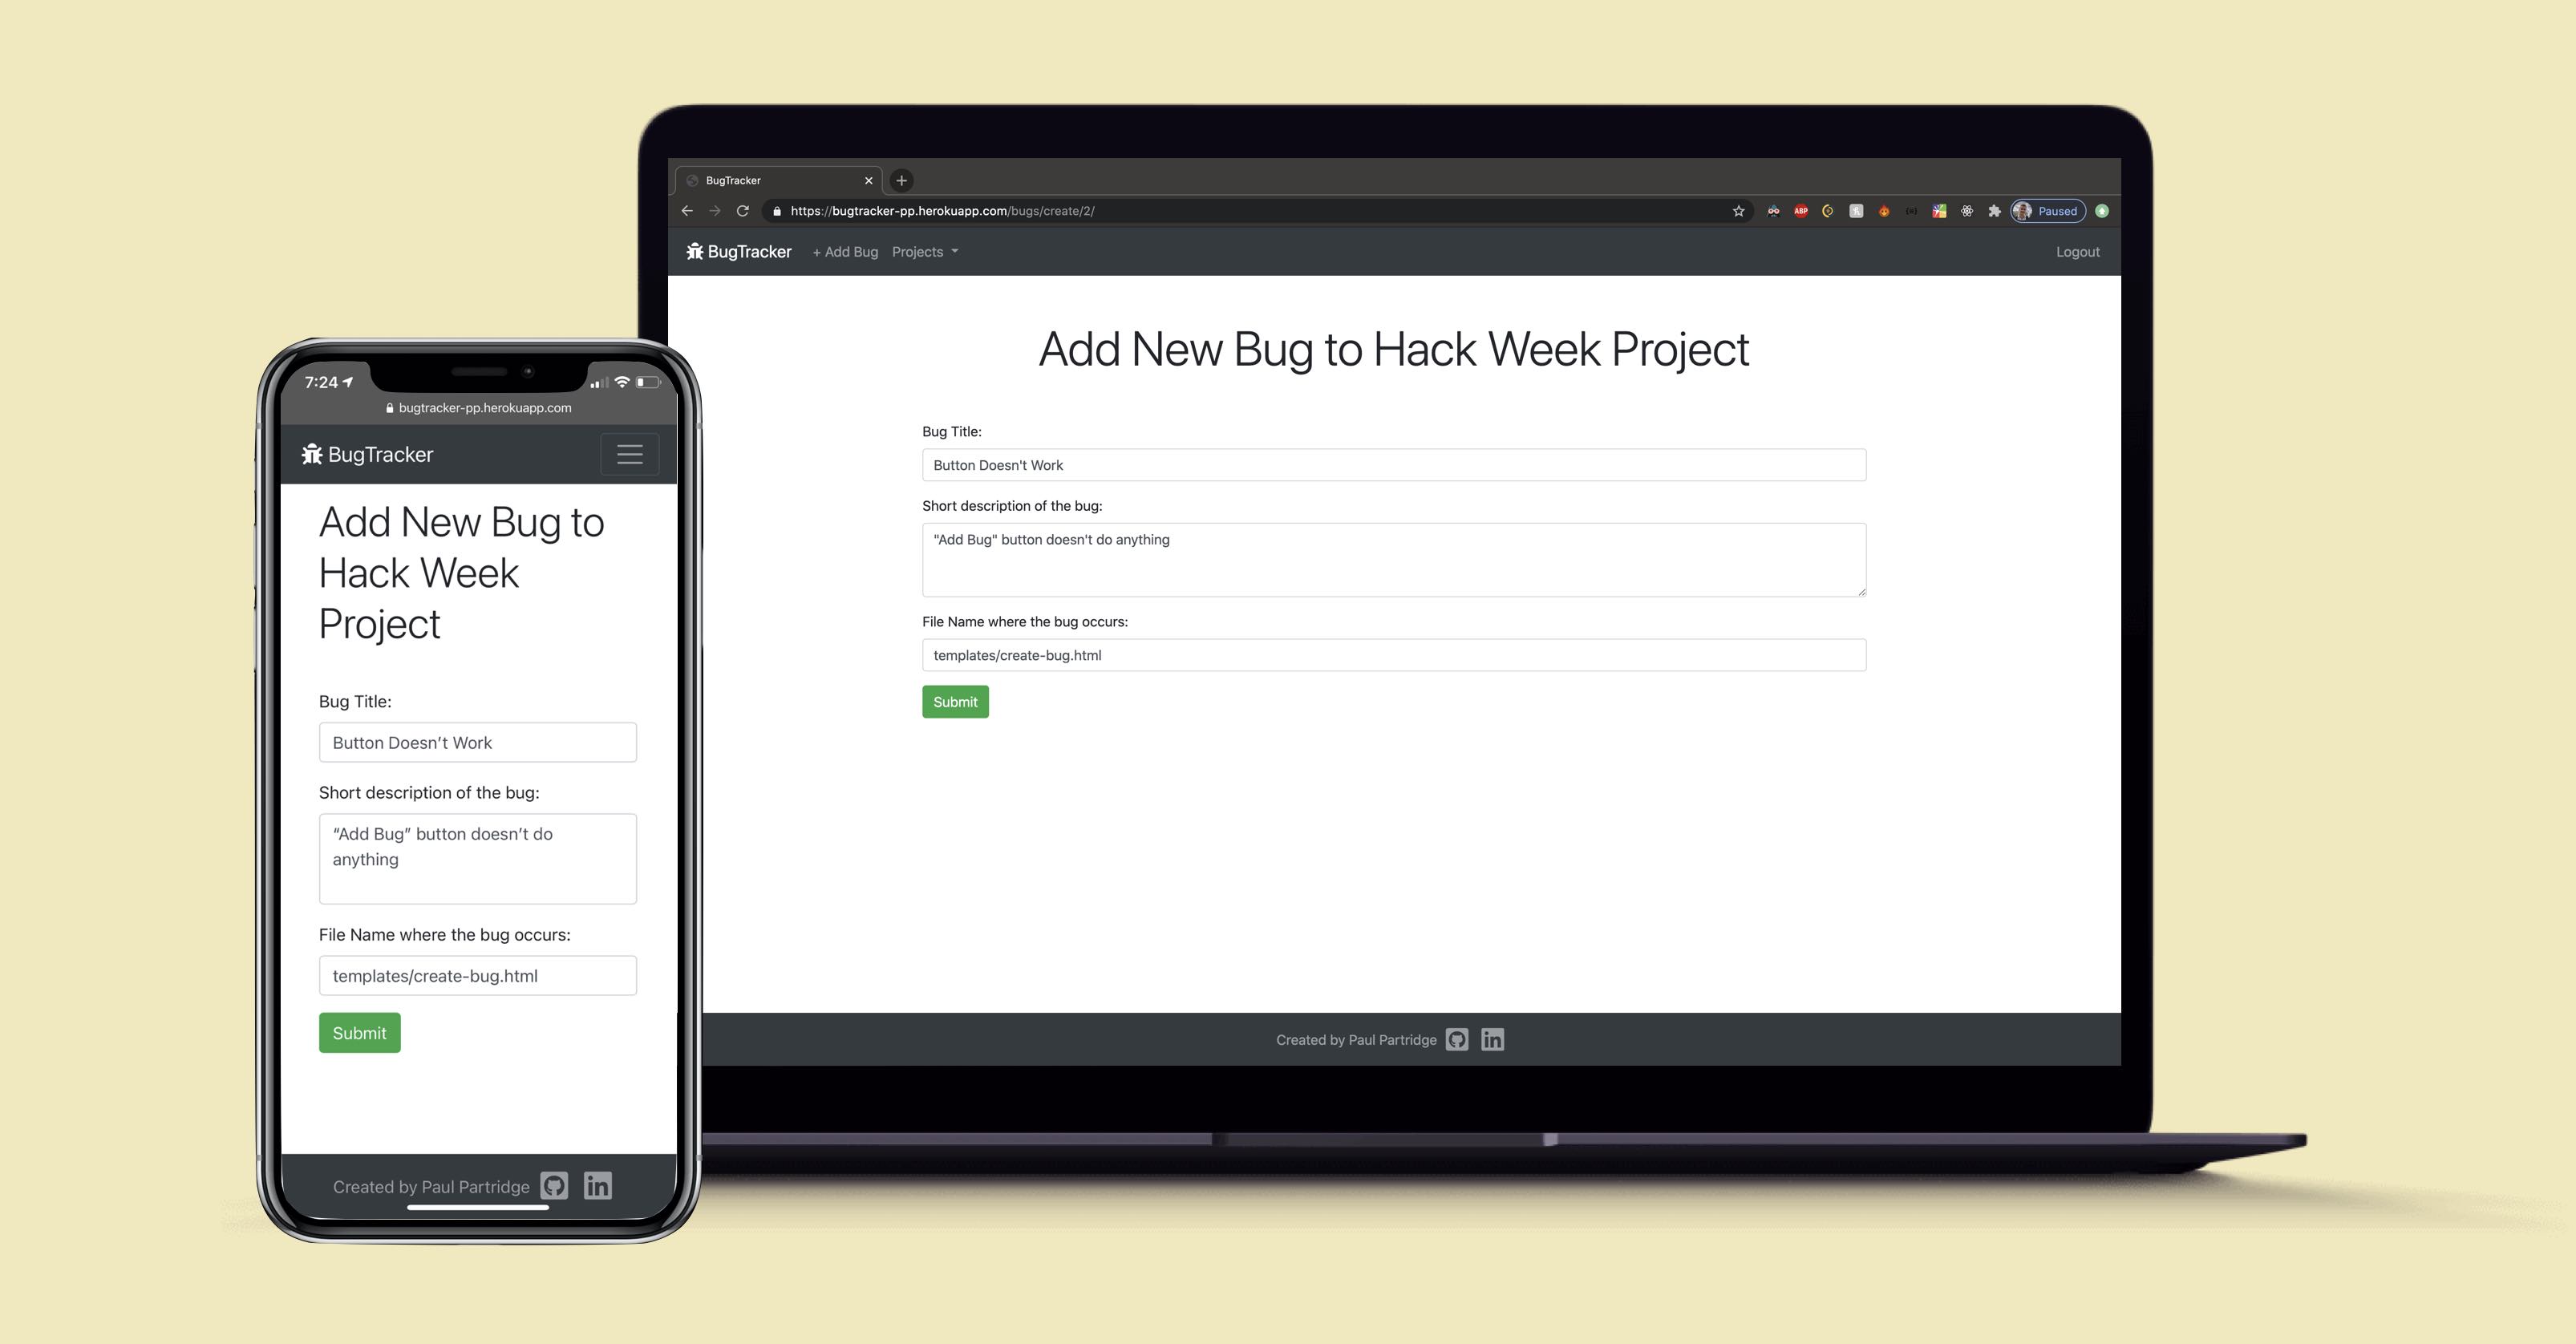 BugTracker
https://bugtracker-pp.herokuapp.com/bugs/create/2/
ABP
Paused
BugTracker
+ Add Bug
Projects
Logout
Add New Bug to Hack Week Project
Bug Title:
Button Doesn't Work
Short description of the bug:
"Add Bug" button doesn't do anything
File Name where the bug occurs:
templates/create-bug.html
Submit
Created by Paul Partridge
in
7:24
bugtracker-pp.herokuapp.com
BugTracker
Add New Bug to
Hack Week
Project
Bug Title:
Button Doesn’t Work
Short description of the bug:
“Add Bug” button doesn’t do
anything
File Name where the bug occurs:
templates/create-bug.html
Submit
Created by Paul Partridge
in